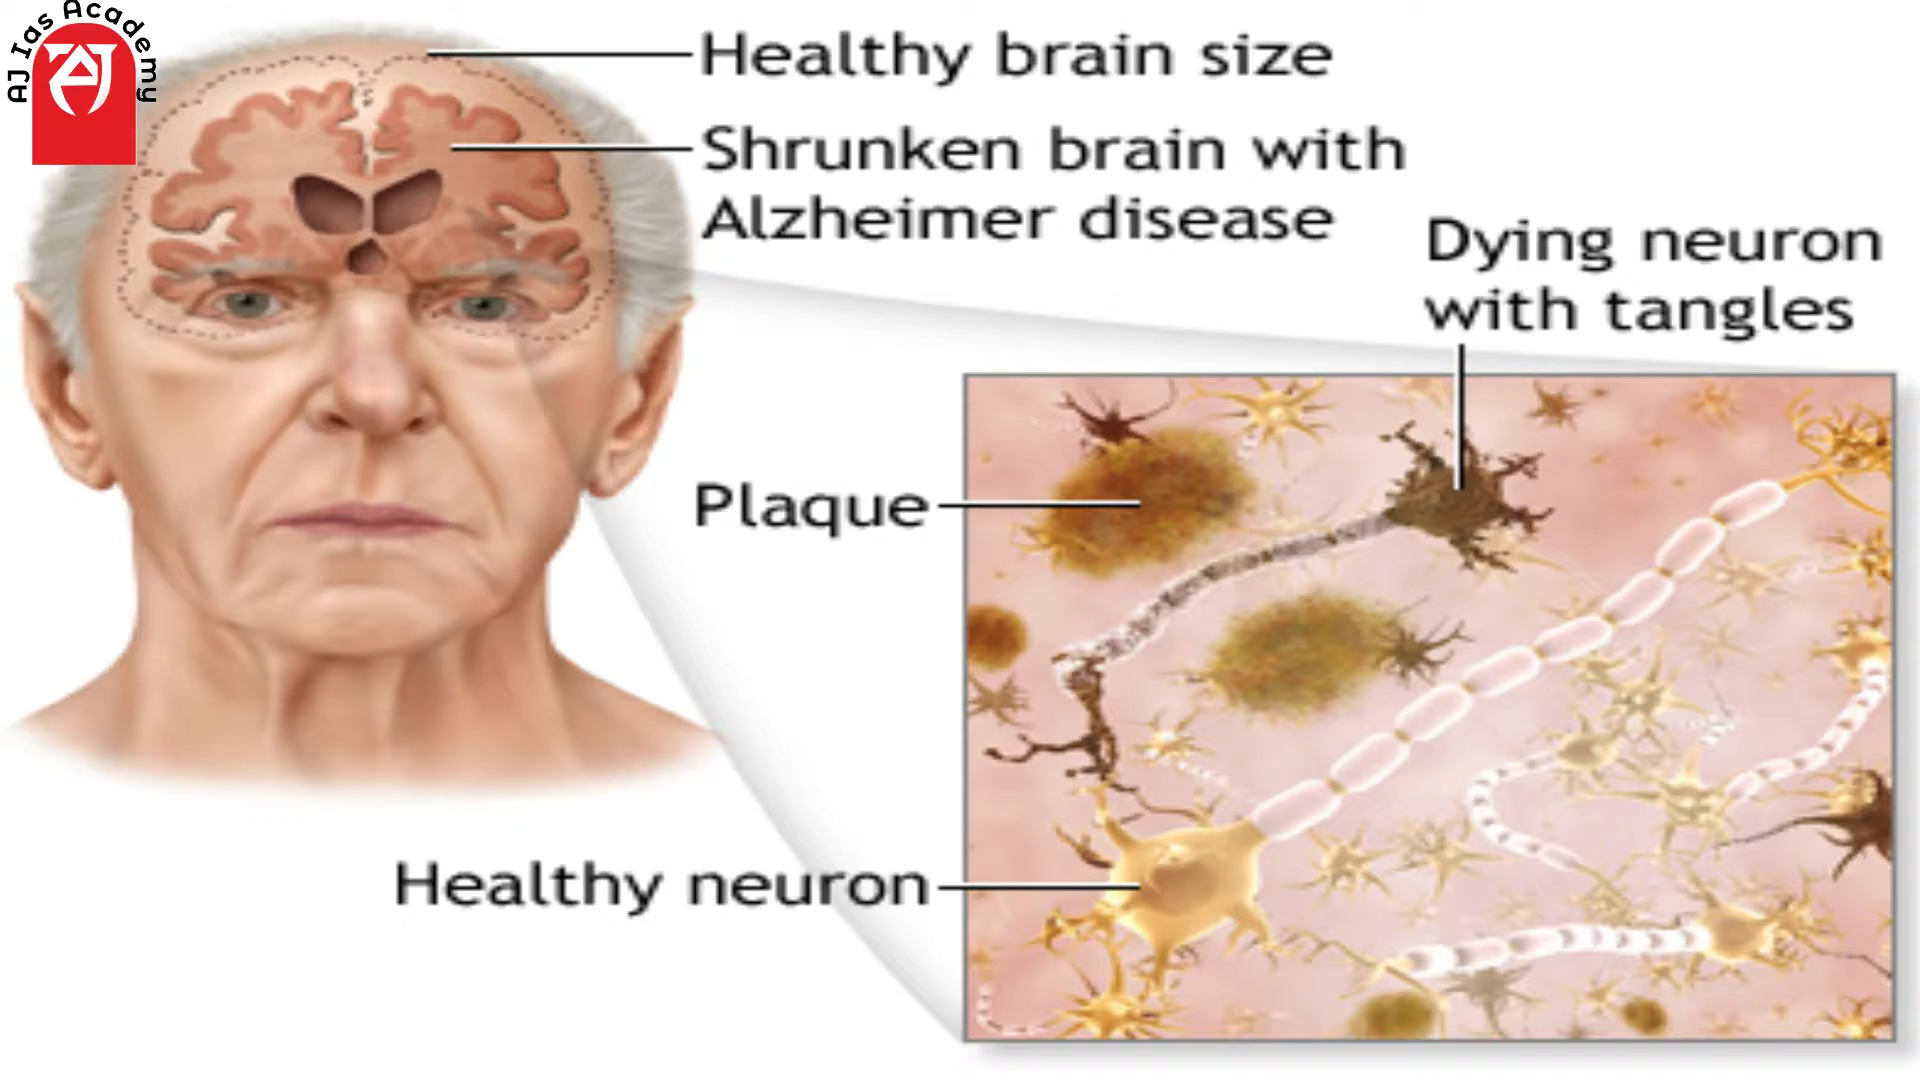 AJ Ias Academy
Healthy brain size
Shrunken brain with
Alzheimer disease
Dying neuron
with tangles
Plaque
Healthy neuron